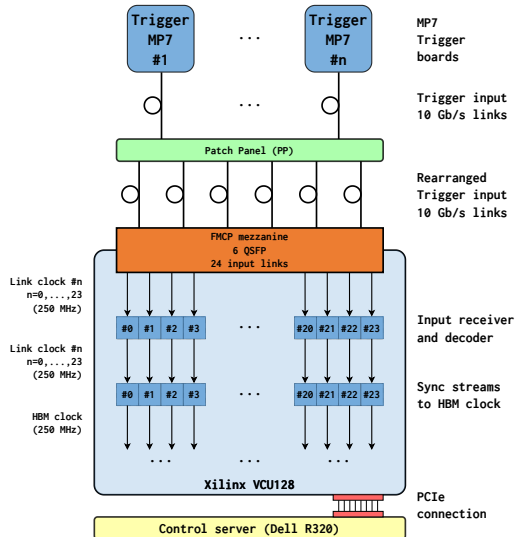 Trigger
MP7
#1
...
Trigger
MP7
#n
MP7
Trigger
boards
...
Trigger input
10 Gb/s links
Patch Panel (PP)
Rearranged
Trigger input
10 Gb/s links
FMCP mezzanine
6 QSFP
24 input links
Link clock #n
n=0,...,23
(250 MHz)
#0 #1 #2 #3 ... #20 #21 #22 #23
Input receiver
and decoder
Link clock #n
n=0,...,23
(250 MHz)
#0 #1 #2 #3 ... #20 #21 #22 #23
Sync streams
to HBM clock
HBM clock
(250 MHz)
... ...
Xilinx VCU128
PCIe
connection
Control server (Dell R320)